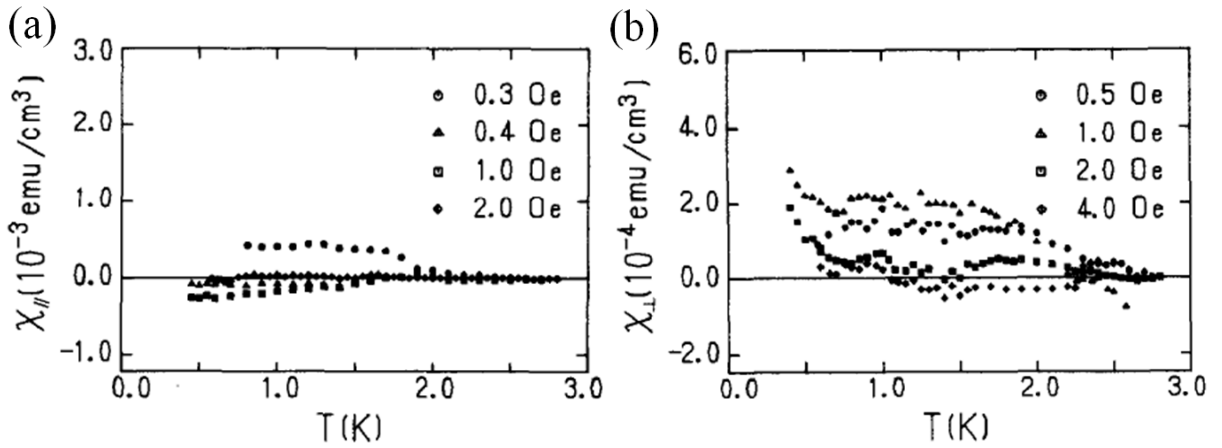 (a)
3.0
2.0
1.0
0.0
-1.0
χ∥(10⁻³emu/cm³)
0.3 Oe
0.4 Oe
1.0 Oe
2.0 Oe
0.0 1.0 2.0 3.0
T(K)
(b)
6.0
4.0
2.0
0.0
-2.0
χ⊥(10⁻⁴emu/cm³)
0.5 Oe
1.0 Oe
2.0 Oe
4.0 Oe
0.0 1.0 2.0 3.0
T(K)